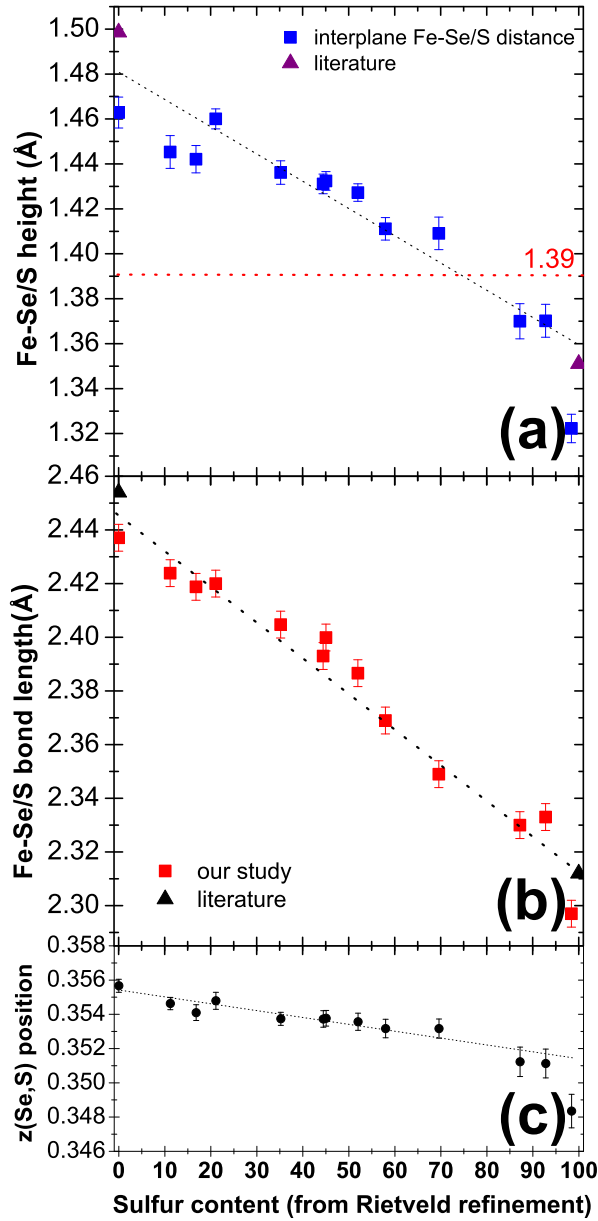 (a)
1.50
1.48
1.46
1.44
1.42
1.40
1.38
1.36
1.34
1.32
Fe-Se/S height (Å)
interplane Fe-Se/S distance
literature
1.39
(b)
2.46
2.44
2.42
2.40
2.38
2.36
2.33
2.31
2.30
Fe-Se/S bond length(Å)
our study
literature
(c)
0.358
0.356
0.354
0.352
0.350
0.348
0.346
z(Se,S) position
0 10 20 30 40 50 60 70 80 90 100
Sulfur content (from Rietveld refinement)